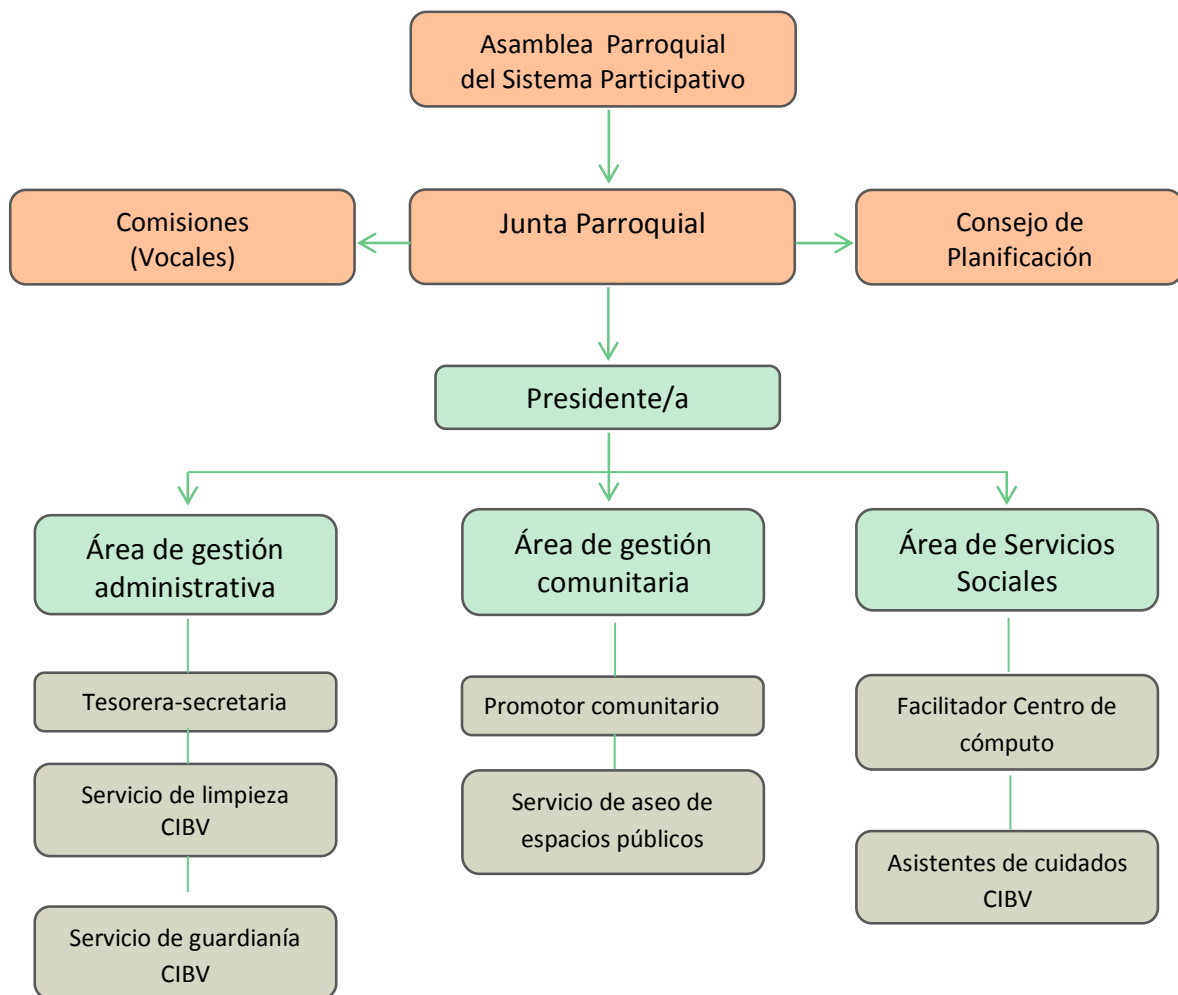 Asamblea Parroquial
del Sistema Participativo
Comisiones
(Vocales)
Junta Parroquial
Consejo de
Planificación
Presidente/a
Área de gestión
administrativa
Área de gestión
comunitaria
Área de Servicios
Sociales
Tesorera-secretaria
Promotor comunitario
Facilitador Centro de
cómputo
Servicio de limpieza
CIBV
Servicio de aseo de
espacios públicos
Asistentes de cuidados
CIBV
Servicio de guardianía
CIBV